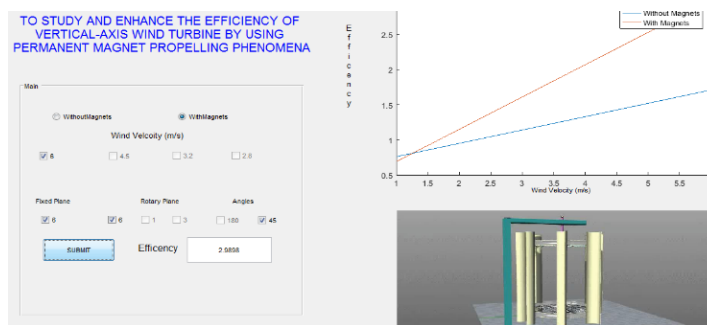 TO STUDY AND ENHANCE THE EFFICIENCY OF
VERTICAL-AXIS WIND TURBINE BY USING
PERMANENT MAGNET PROPELLING PHENOMENA
Main
WithoutMagnets WithMagnets
Wind Velcoity (m/s)
6 4.5 3.2 2.6
Fixed Plane Rotary Plane Angles
6 6 1 3 180 45
SUBMIT Efficency 2.9898
E
f
f
i
c
e
n
c
y
Without Magnets
With Magnets
2.5
2
1.5
1
0.5
1 1.5 2 2.5 3 3.5 4 4.5 5 5.5
Wind Velocity (m/s)